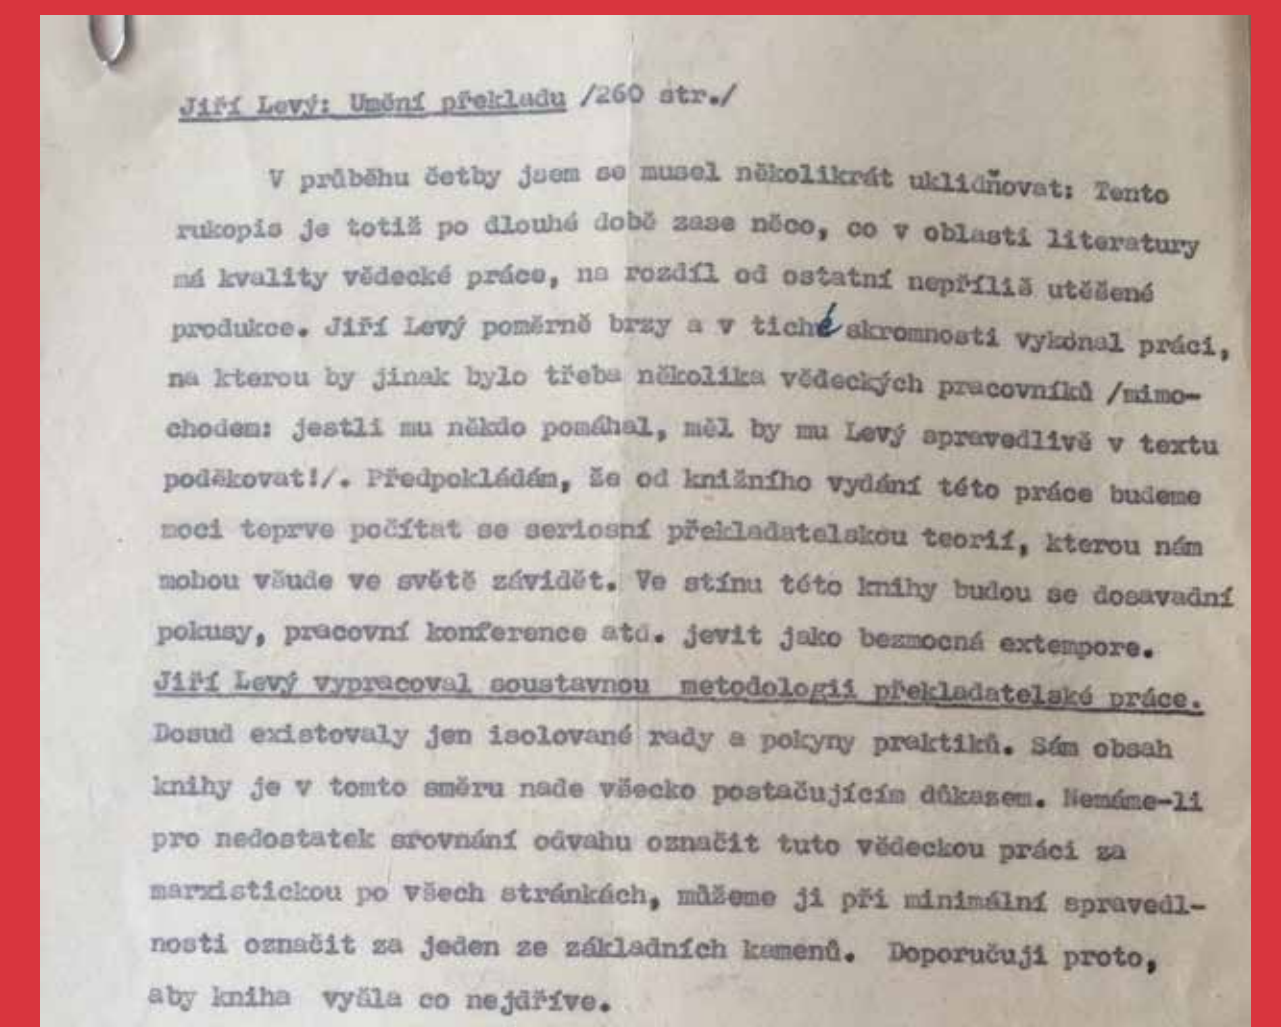 Jiří Levý: Umění překladu /260 str./
V průběhu četby jsem se musel několikrát uklidňovat: Tento
rukopis je totiž po dlouhé době zase něco, co v oblasti literatury
má kvality vědecké práce, na rozdíl od ostatní nepříliš utěšené
produkce. Jiří Levý poměrně brzy a v tiché skromnosti vykonal práci,
na kterou by jinak bylo třeba několika vědeckých pracovníků /mimo-
chodem: jestli mu někdo pomáhal, měl by mu Levý spravedlivě v textu
poděkovat!/. Předpokládám, že od knižního vydání této práce budeme
moci teprve počítat se seriosní překladatelskou teorií, kterou nám
mohou všude ve světě závidět. Ve stínu této knihy budou se dosavadní
pokusy, pracovní konference atd. jevit jako bezmocná extempore.
Jiří Levý vypracoval soustavnou metodologii překladatelské práce.
Dosud existovaly jen isolované rady a pokyny praktiků. Sám obsah
knihy je v tomto směru nade všecko postačujícím důkazem. Nemáme-li
pro nedostatek srovnání odvahu označit tuto vědeckou práci za
marxistickou po všech stránkách, můžeme ji při minimální spravedl-
nosti označit za jeden ze základních kamenů. Doporučuji proto,
aby kniha vyšla co nejdříve.